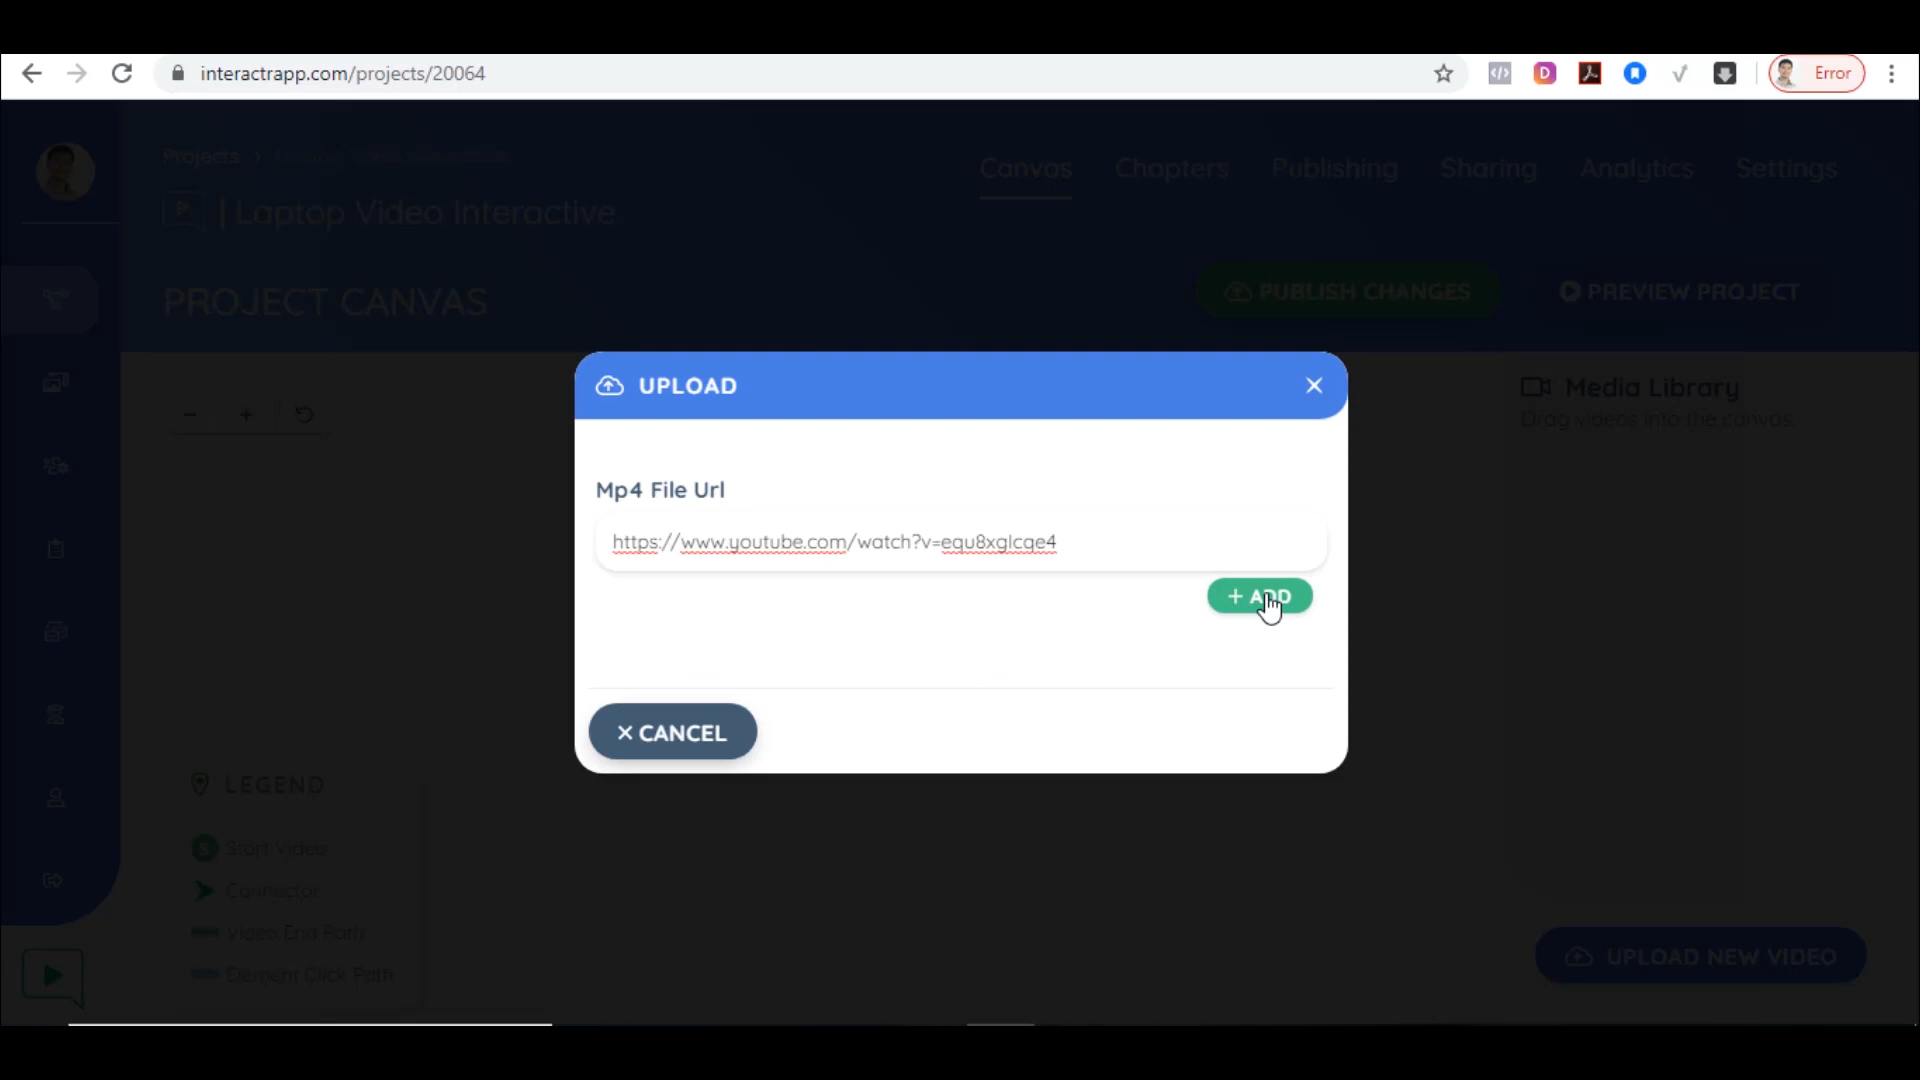 interactrapp.com/projects/20064
Error
Projects
Canvas Chapters Publishing Sharing Analytics Settings
| Laptop Video Interactive
PROJECT CANVAS
PUBLISH CHANGES
PREVIEW PROJECT
UPLOAD
Media Library
Drag videos into the canvas.
Mp4 File Url
https://www.youtube.com/watch?v=equ8xglcqe4
+ ADD
× CANCEL
LEGEND
S Start Video
Connector
Video End Path
Element Click Path
UPLOAD NEW VIDEO